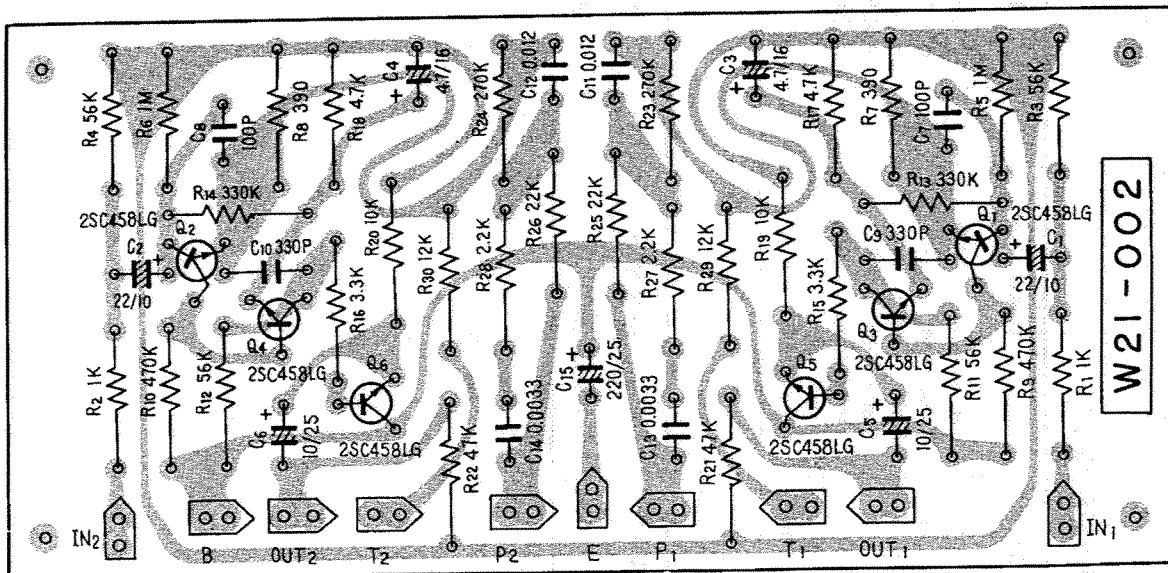 R4 56K
R6 1M
C8 100P
R8 390
R18 4.7K
C4 4.7/16
+
R24 270K
C12 0.012
C11 0.012
R23 270K
C3 4.7/16
+
R17 4.7K
R7 390
C7 100P
R5 1M
R3 56K
R14 330K
2SC458LG
Q2
C2
+
22/10
C10 330P
R20 10K
R30 12K
R28 2.2K
R26 22K
R25 22K
R27 2.2K
R29 12K
R19 10K
R13 330K
Q1
2SC458LG
C9 330P
+
C1
22/10
R16 3.3K
Q4
2SC458LG
R15 3.3K
Q3
2SC458LG
R2 1K
R10 470K
R12 56K
+
C6
10/25
Q6
2SC458LG
R22 47K
C14 0.0033
C15
+
220/25
C13 0.0033
R21 47K
Q5
2SC458LG
+
C5
10/25
R11 56K
R9 470K
R1 1K
W21-002
IN2
B
OUT2
T2
P2
E
P1
T1
OUT1
IN1